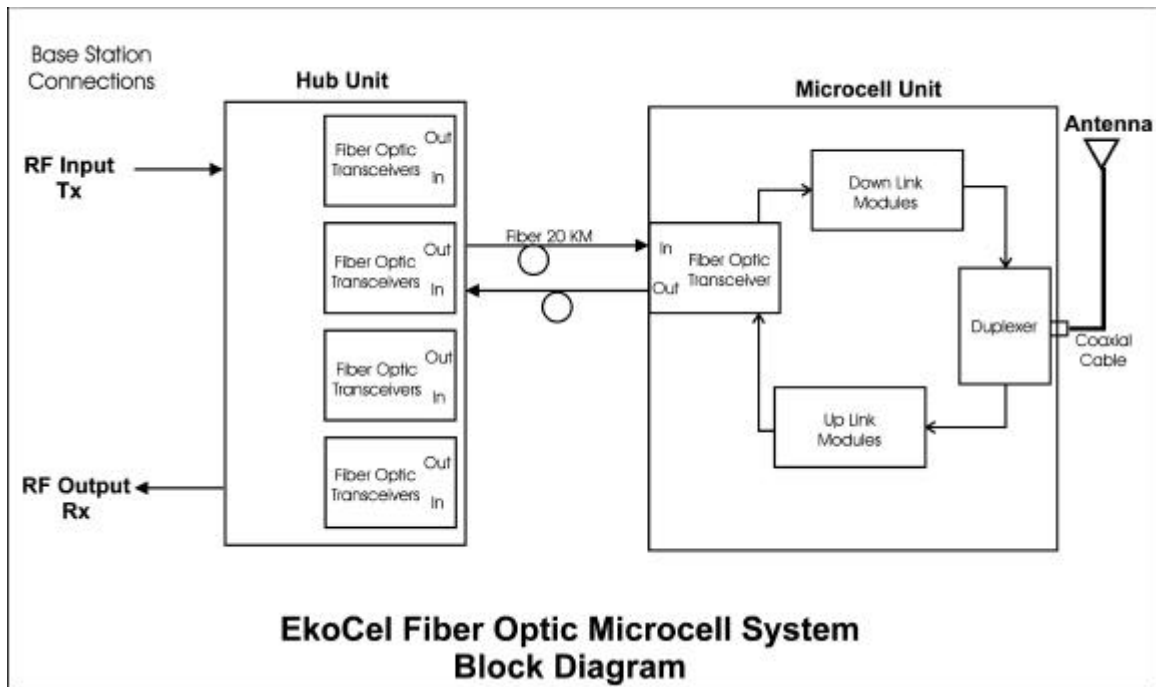 Base Station
Connections
Hub Unit
Microcell Unit
Antenna
RF Input
Tx
Fiber Optic
Transceivers
Out
In
Fiber Optic
Transceivers
Out
In
Fiber Optic
Transceivers
Out
In
Fiber Optic
Transceivers
Out
In
RF Output
Rx
Fiber 20 KM
In
Out
Fiber Optic
Transceiver
Down Link
Modules
Duplexer
Coaxial
Cable
Up Link
Modules
EkoCel Fiber Optic Microcell System
Block Diagram